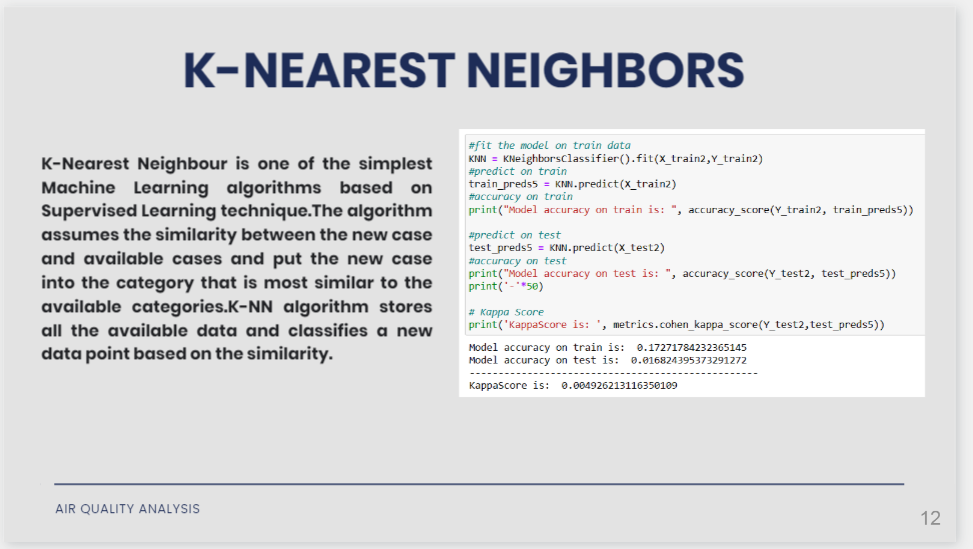 K-NEAREST NEIGHBORS
K-Nearest Neighbour is one of the simplest
Machine Learning algorithms based on
Supervised Learning technique.The algorithm
assumes the similarity between the new case
and available cases and put the new case
into the category that is most similar to the
available categories.K-NN algorithm stores
all the available data and classifies a new
data point based on the similarity.
#fit the model on train data
KNN = KNeighborsClassifier().fit(X_train2,Y_train2)
#predict on train
train_preds5 = KNN.predict(X_train2)
#accuracy on train
print("Model accuracy on train is: ", accuracy_score(Y_train2, train_preds5))
#predict on test
test_preds5 = KNN.predict(X_test2)
#accuracy on test
print("Model accuracy on test is: ", accuracy_score(Y_test2, test_preds5))
print('-'*50)
# Kappa Score
print('KappaScore is: ', metrics.cohen_kappa_score(Y_test2,test_preds5))
Model accuracy on train is:  0.17271784232365145
Model accuracy on test is:  0.016824395373291272
--------------------------------------------------
KappaScore is:  0.004926213116350109
AIR QUALITY ANALYSIS
12